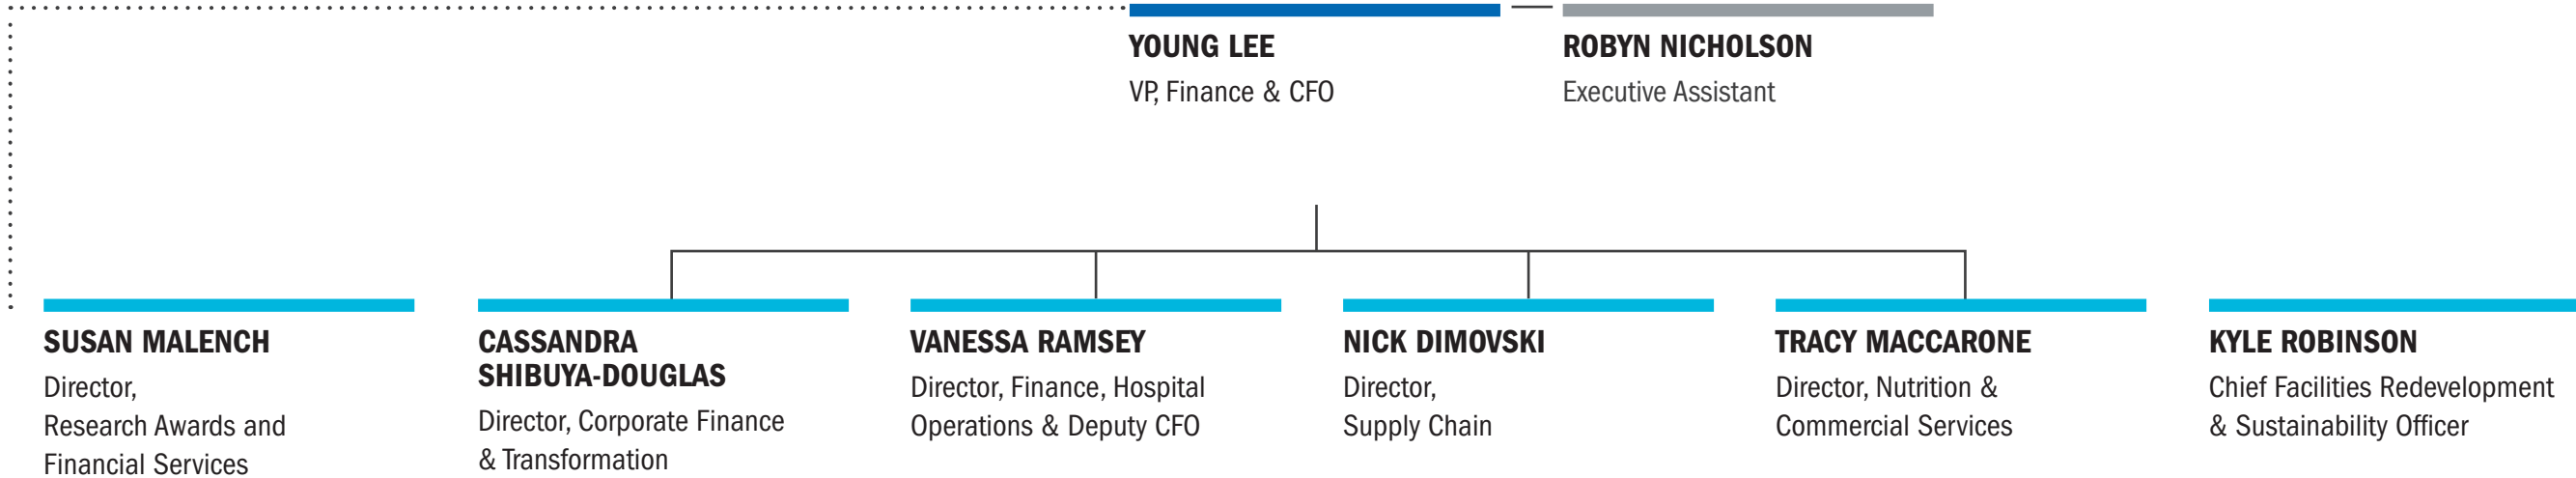 YOUNG LEE
VP, Finance & CFO
ROBYN NICHOLSON
Executive Assistant
SUSAN MALENCH
Director,
Research Awards and
Financial Services
CASSANDRA
SHIBUYA-DOUGLAS
Director, Corporate Finance
& Transformation
VANESSA RAMSEY
Director, Finance, Hospital
Operations & Deputy CFO
NICK DIMOVSKI
Director,
Supply Chain
TRACY MACCARONE
Director, Nutrition &
Commercial Services
KYLE ROBINSON
Chief Facilities Redevelopment
& Sustainability Officer